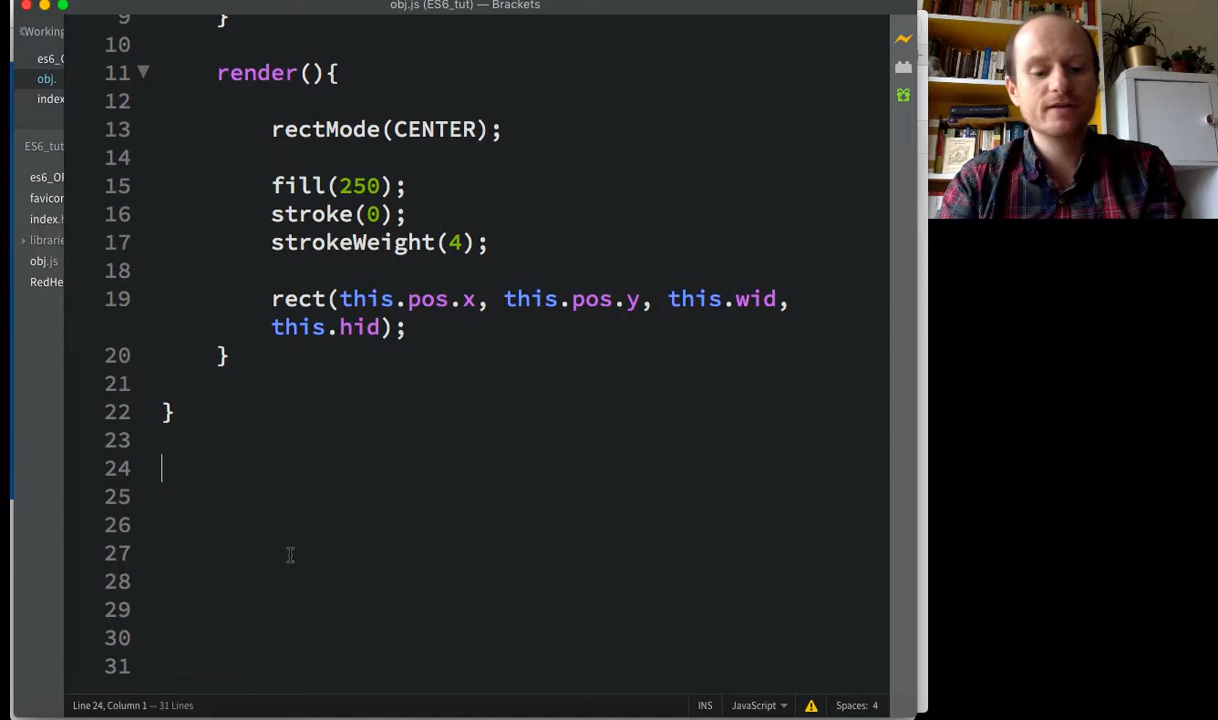 obj.js (ES6_tut) — Brackets
Working
es6_O
obj.
index
ES6_tut
es6_OI
favicor
index.h
librarie
obj.js
RedHe
9 }
10
11 render(){
12
13 rectMode(CENTER);
14
15 fill(250);
16 stroke(0);
17 strokeWeight(4);
18
19 rect(this.pos.x, this.pos.y, this.wid,
this.hid);
20 }
21
22 }
23
24
25
26
27
28
29
30
31
Line 24, Column 1 — 31 Lines
INS
JavaScript
Spaces: 4